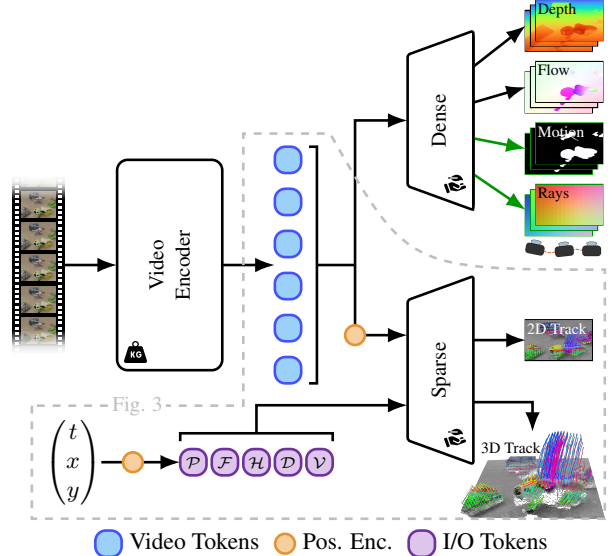 Depth
Flow
Motion
Rays
Dense
Video
Encoder
KG
2D Track
Sparse
Fig. 3
3D Track
t
x
y
P F H D V
Video Tokens
Pos. Enc.
I/O Tokens